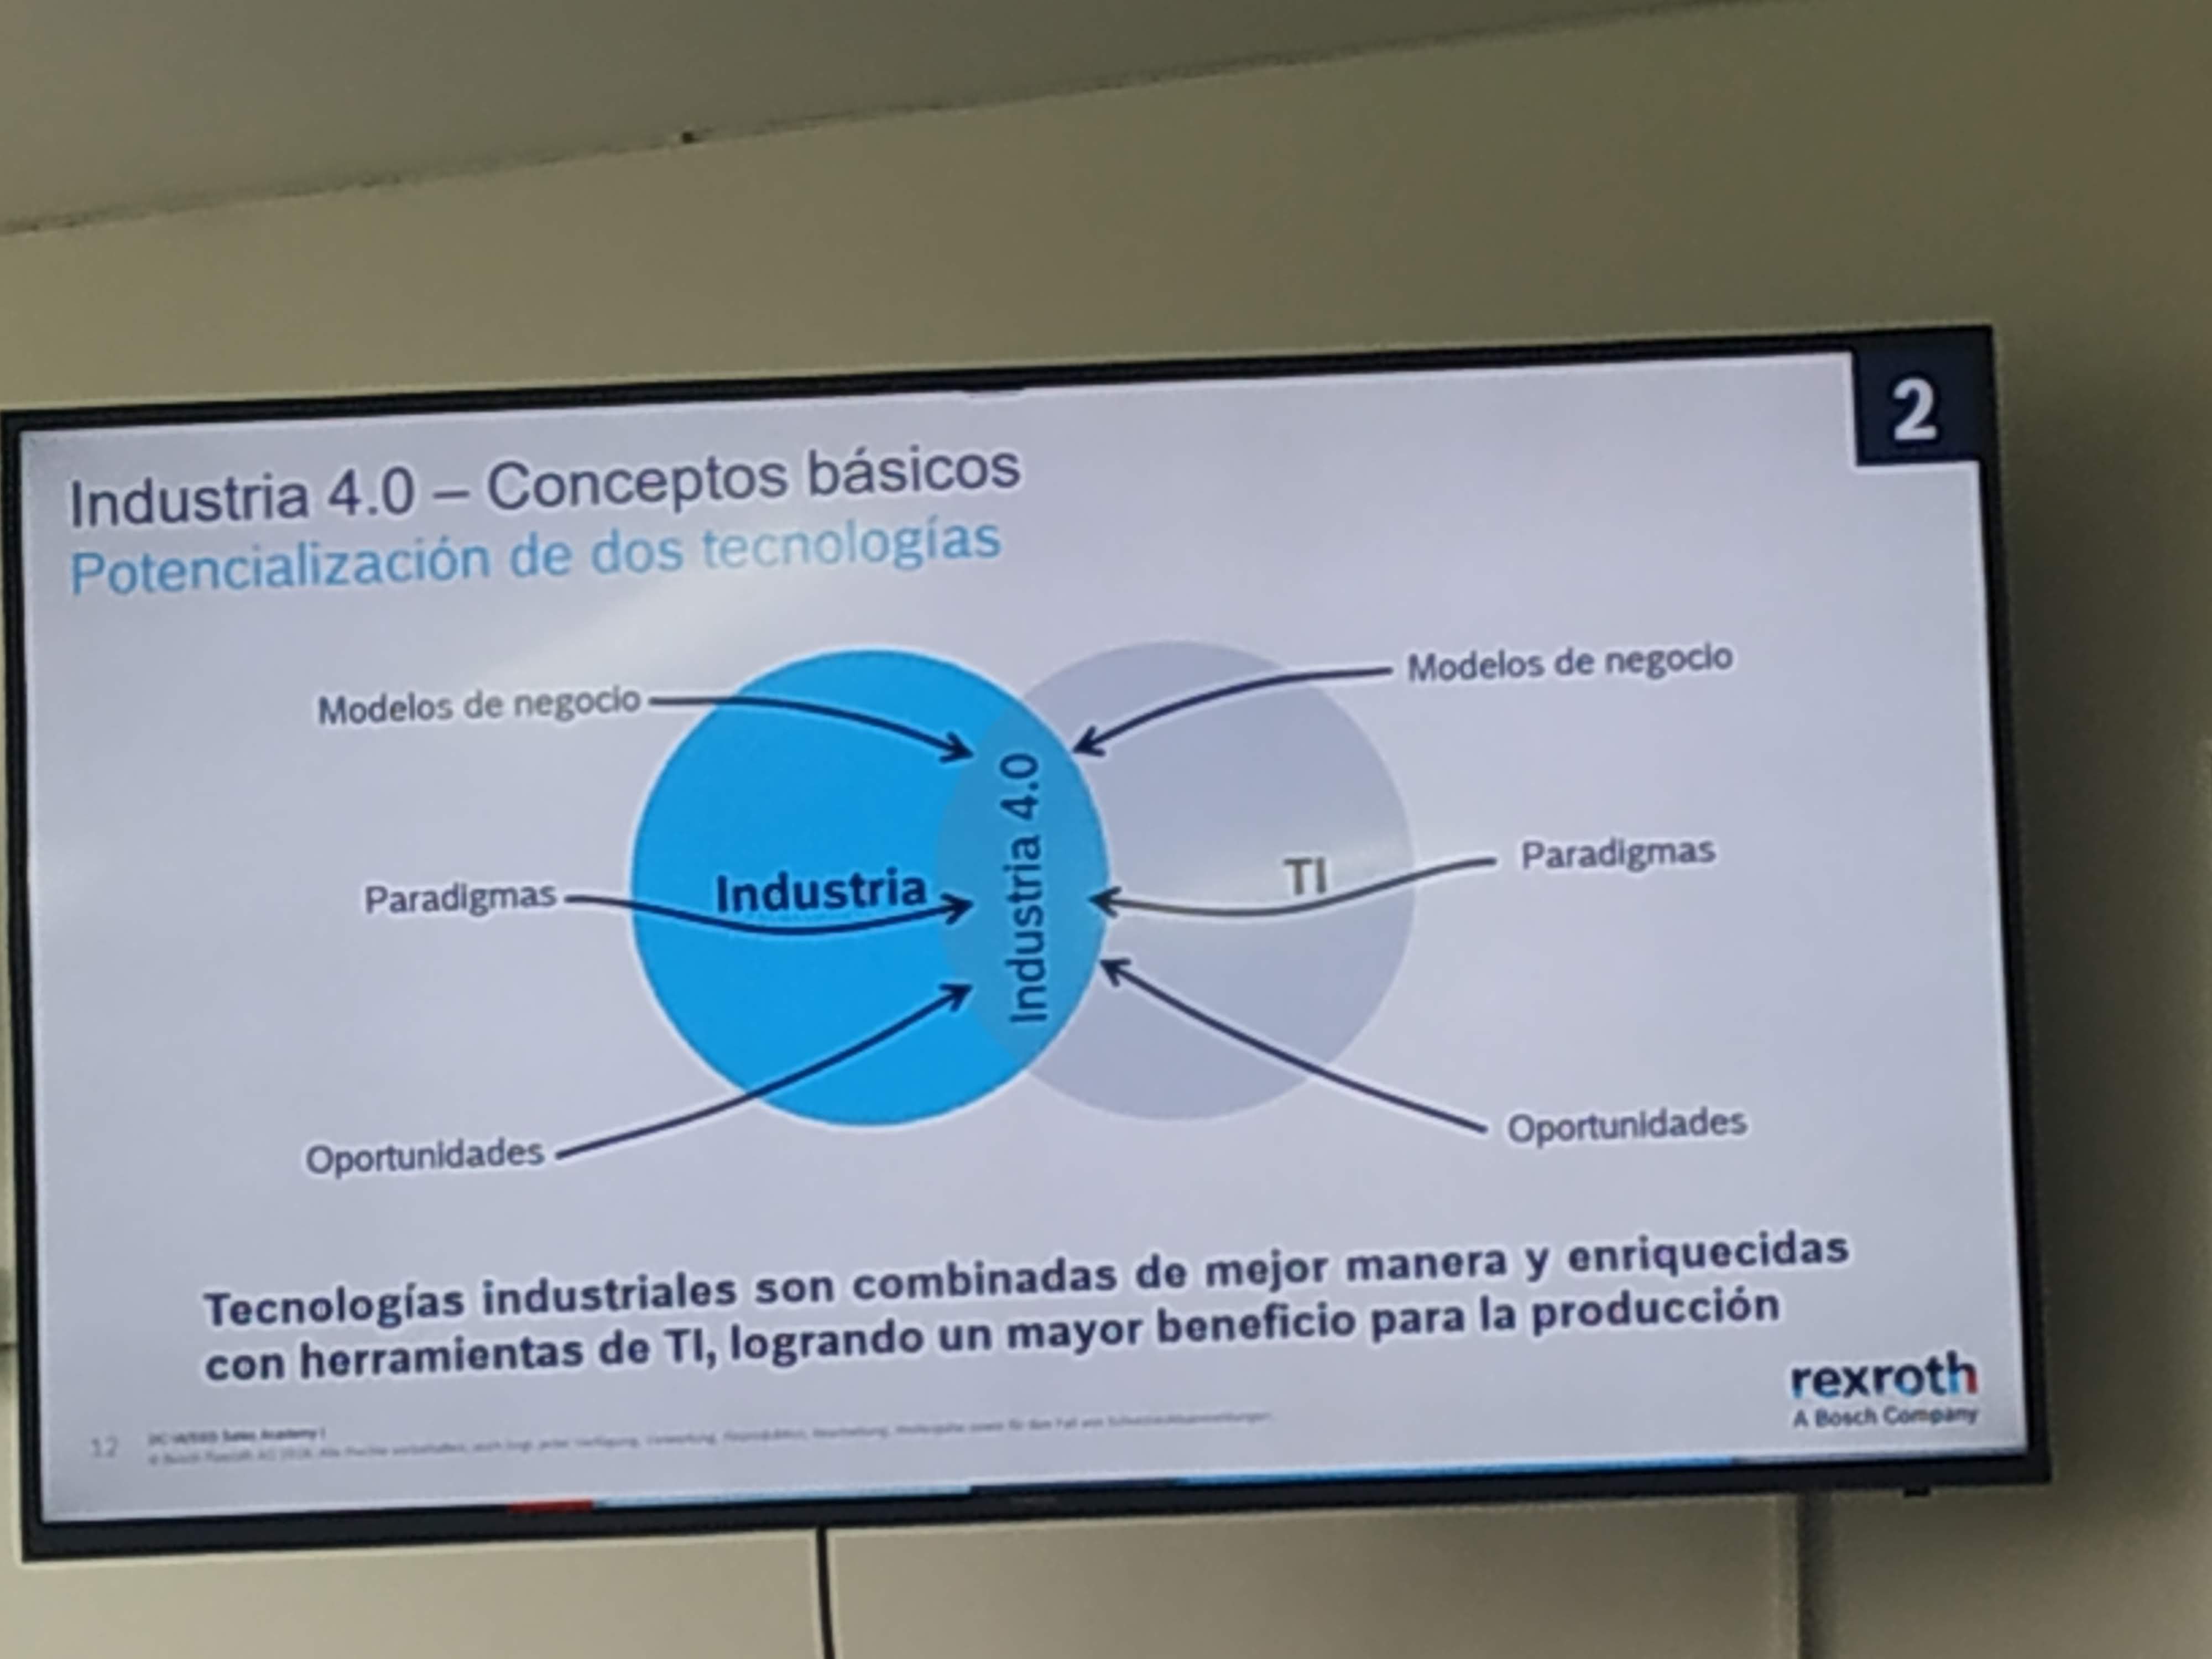 2
Industria 4.0 – Conceptos básicos
Potencialización de dos tecnologías
Modelos de negocio
Modelos de negocio
Industria 4.0
Industria
TI
Paradigmas
Paradigmas
Oportunidades
Oportunidades
Tecnologías industriales son combinadas de mejor manera y enriquecidas
con herramientas de TI, logrando un mayor beneficio para la producción
rexroth
A Bosch Company
12
Sales Academy